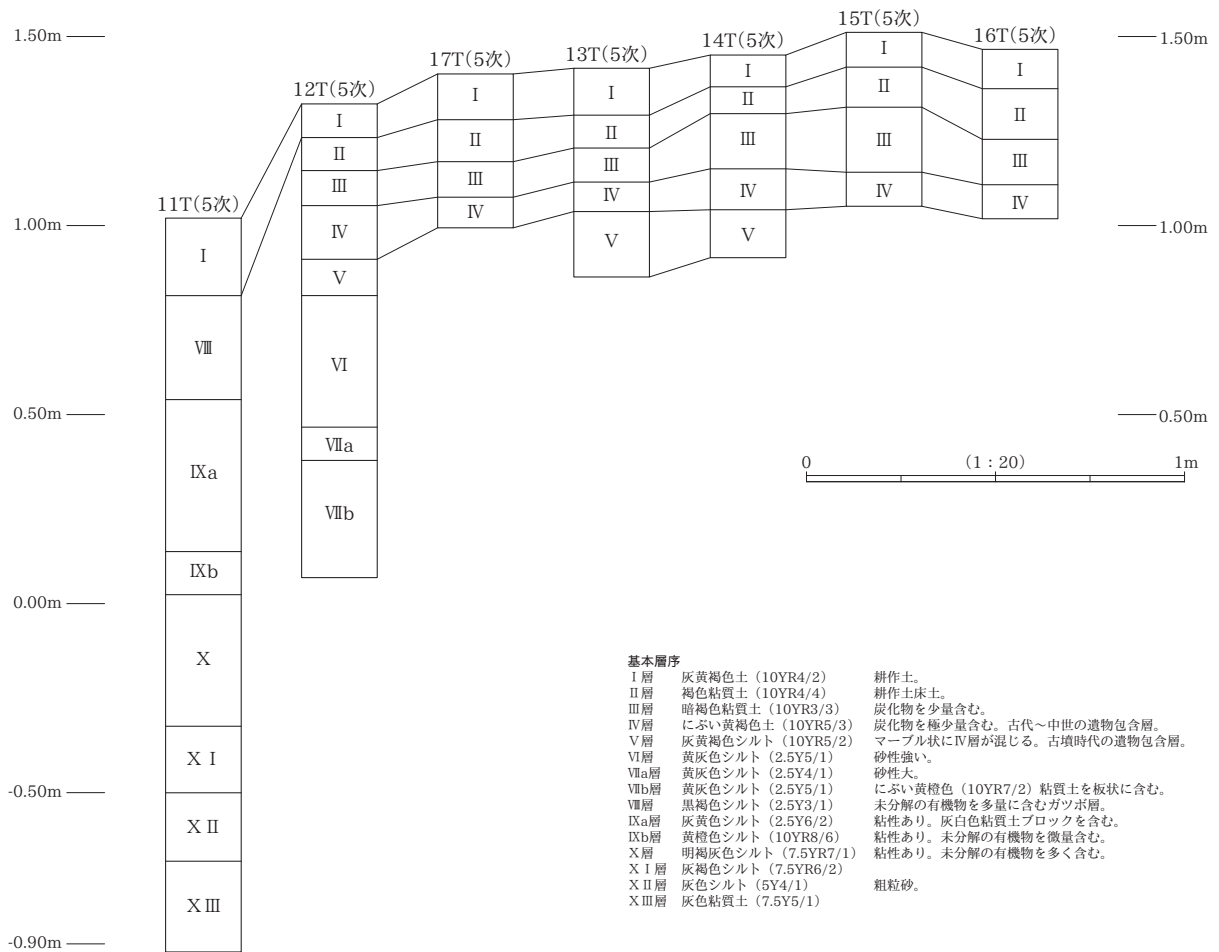 1.50m
12T(5次)
17T(5次)
13T(5次)
14T(5次)
15T(5次)
16T(5次)
1.50m
11T(5次)
Ⅰ
Ⅷ
Ⅸa
Ⅸb
Ⅹ
ⅩⅠ
ⅩⅡ
ⅩⅢ
Ⅰ
Ⅱ
Ⅲ
Ⅳ
Ⅴ
Ⅵ
Ⅶa
Ⅶb
Ⅰ
Ⅱ
Ⅲ
Ⅳ
Ⅰ
Ⅱ
Ⅲ
Ⅳ
Ⅴ
Ⅰ
Ⅱ
Ⅲ
Ⅳ
Ⅴ
Ⅰ
Ⅱ
Ⅲ
Ⅳ
Ⅰ
Ⅱ
Ⅲ
Ⅳ
1.00m
1.00m
0.50m
0.50m
0.00m
-0.50m
-0.90m
0 (1：20) 1m
基本層序
Ⅰ層 灰黄褐色土（10YR4/2） 耕作土。
Ⅱ層 褐色粘質土（10YR4/4） 耕作土床土。
Ⅲ層 暗褐色粘質土（10YR3/3） 炭化物を少量含む。
Ⅳ層 にぶい黄褐色土（10YR5/3） 炭化物を極少量含む。古代～中世の遺物包含層。
Ⅴ層 灰黄褐色シルト（10YR5/2） マーブル状にⅣ層が混じる。古墳時代の遺物包含層。
Ⅵ層 黄灰色シルト（2.5Y5/1） 砂性強い。
Ⅶa層 黄灰色シルト（2.5Y4/1） 砂性大。
Ⅶb層 黄灰色シルト（2.5Y5/1） にぶい黄橙色（10YR7/2）粘質土を板状に含む。
Ⅷ層 黒褐色シルト（2.5Y3/1） 未分解の有機物を多量に含むガツボ層。
Ⅸa層 灰黄色シルト（2.5Y6/2） 粘性あり。灰白色粘質土ブロックを含む。
Ⅸb層 黄橙色シルト（10YR8/6） 粘性あり。未分解の有機物を微量含む。
Ⅹ層 明褐灰色シルト（7.5YR7/1） 粘性あり。未分解の有機物を多く含む。
ⅩⅠ層 灰褐色シルト（7.5YR6/2）
ⅩⅡ層 灰色シルト（5Y4/1） 粗粒砂。
ⅩⅢ層 灰色粘質土（7.5Y5/1）